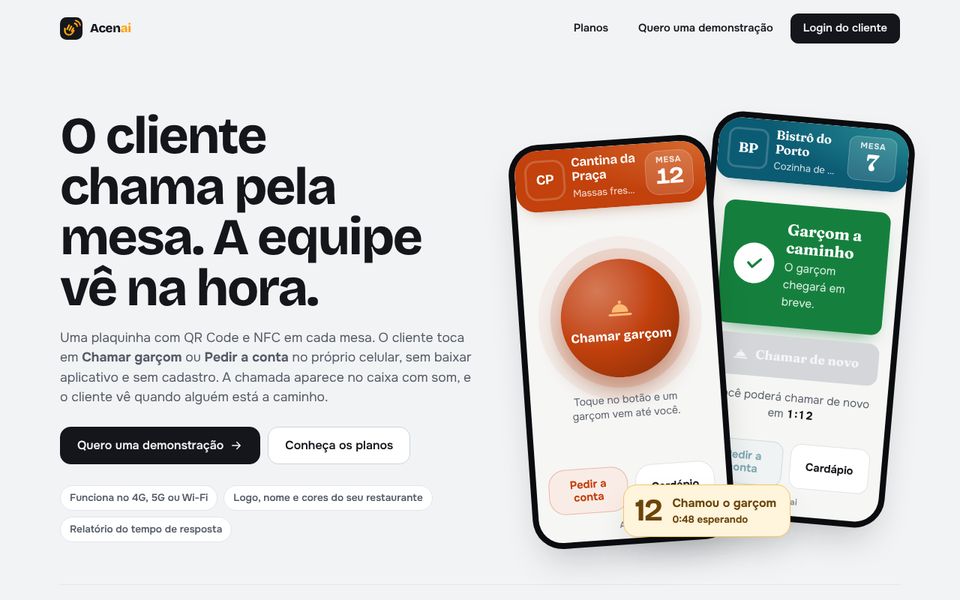 Acenai
Planos
Quero uma demonstração
Login do cliente
O cliente
chama pela
mesa. A equipe
vê na hora.
Uma plaquinha com QR Code e NFC em cada mesa. O cliente toca
em Chamar garçom ou Pedir a conta no próprio celular, sem baixar
aplicativo e sem cadastro. A chamada aparece no caixa com som, e
o cliente vê quando alguém está a caminho.
Quero uma demonstração →
Conheça os planos
Funciona no 4G, 5G ou Wi-Fi
Logo, nome e cores do seu restaurante
Relatório do tempo de resposta
CP
Cantina da
Praça
Massas fres...
MESA
12
Chamar garçom
Toque no botão e um
garçom vem até você.
Pedir a
conta
Cardápio
BP
Bistrô do
Porto
Cozinha de ...
MESA
7
Garçom a
caminho
O garçom
chegará em
breve.
Chamar de novo
poderá chamar de novo
em 1:12
Cardápio
12
Chamou o garçom
0:48 esperando